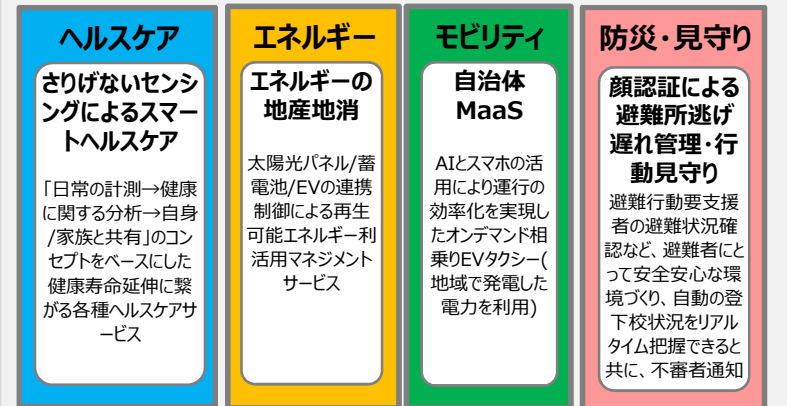 ヘルスケア
さりげないセンシ
ングによるスマー
トヘルスケア
「日常の計測→健康
に関する分析→自身
/家族と共有」のコン
セプトをベースにした
健康寿命延伸に繋
がる各種ヘルスケアサ
ービス
エネルギー
エネルギーの
地産地消
太陽光パネル/蓄
電池/EVの連携
制御による再生
可能エネルギー利
活用マネジメント
サービス
モビリティ
自治体
MaaS
AIとスマホの活
用により運行の
効率化を実現し
たオンデマンド相
乗りEVタクシー(
地域で発電した
電力を利用)
防災・見守り
顔認証による
避難所逃げ
遅れ管理・行
動見守り
避難行動要支援
者の避難状況確
認など、避難者にと
って安全安心な環
境づくり、自動の登
下校状況をリアル
タイム把握できると
共に、不審者通知